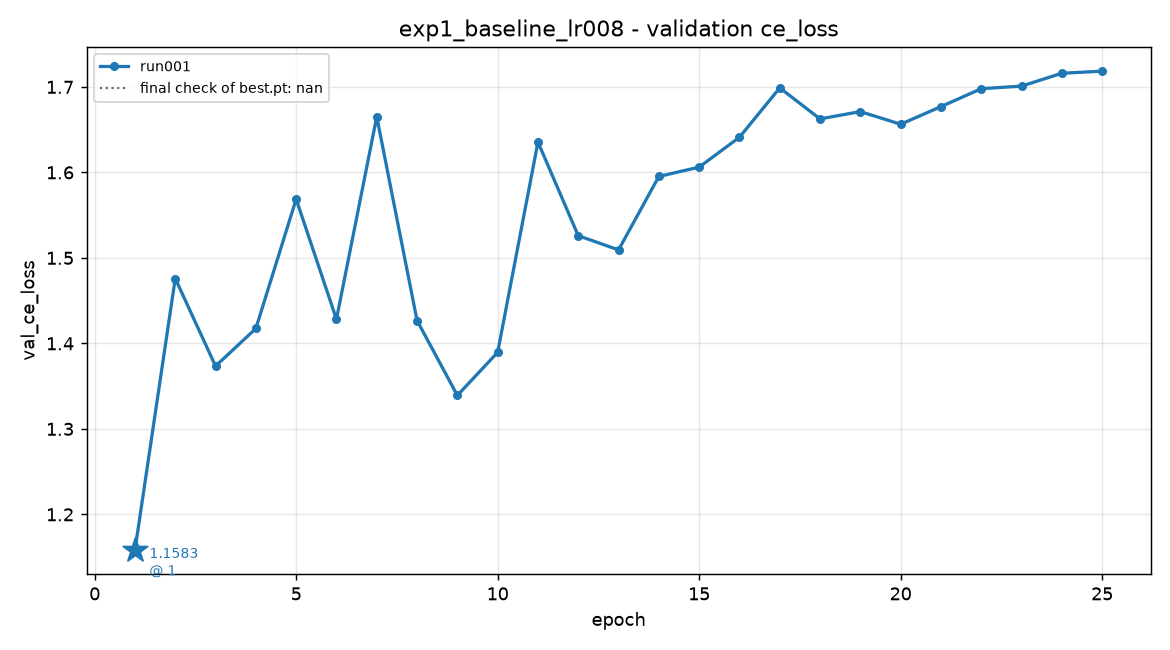 exp1_baseline_lr008 - validation ce_loss
run001
final check of best.pt: nan
1.7
1.6
1.5
1.4
1.3
1.2
val_ce_loss
1.1583
@ 1
0
5
10
15
20
25
epoch